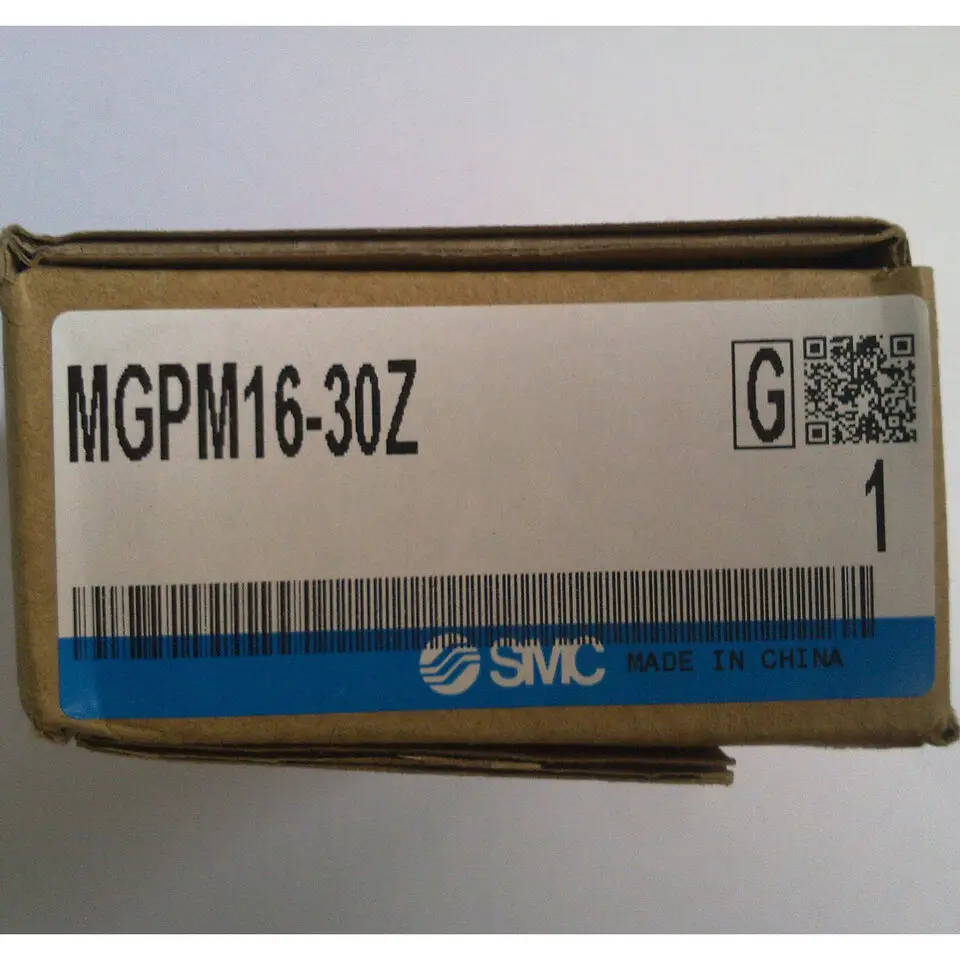 MGPM16-30Z
G
1
SMC MADE IN CHINA